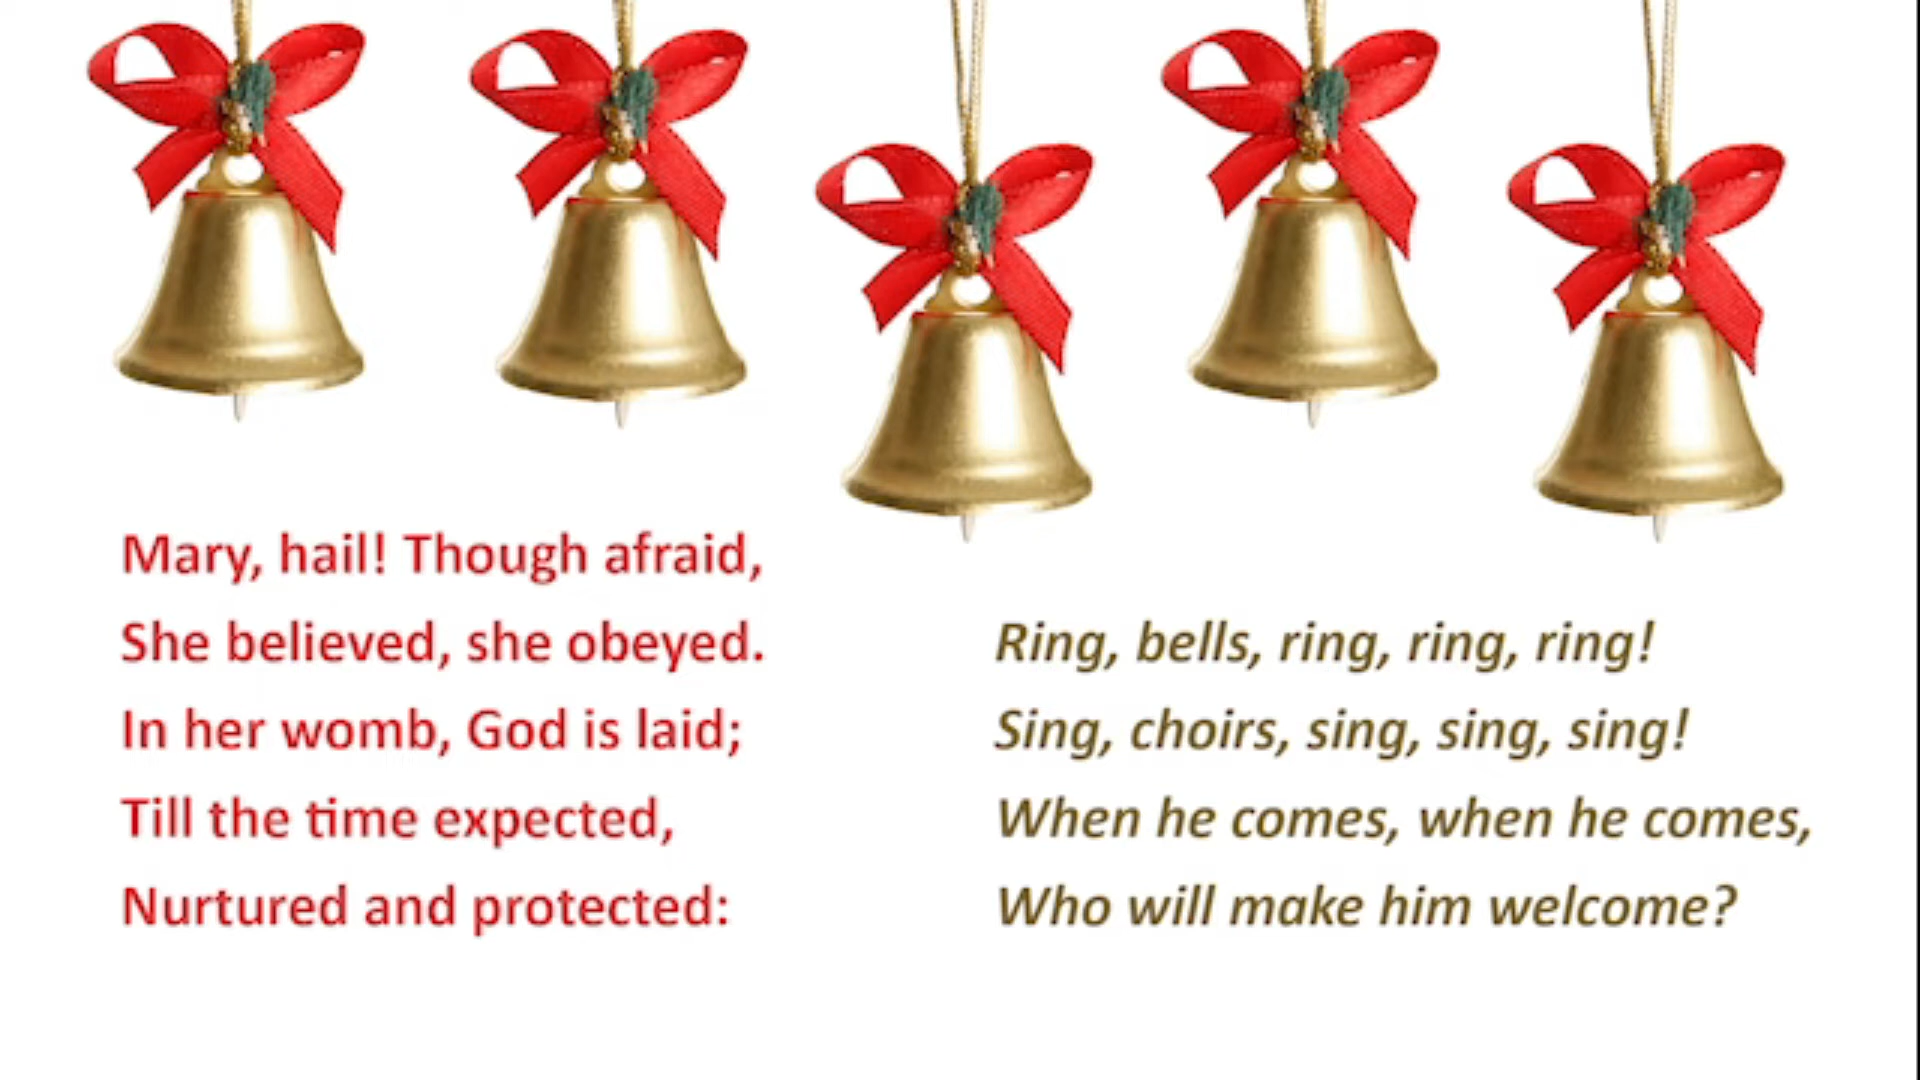 Mary, hail! Though afraid,
She believed, she obeyed.
In her womb, God is laid;
Till the time expected,
Nurtured and protected:
Ring, bells, ring, ring, ring!
Sing, choirs, sing, sing, sing!
When he comes, when he comes,
Who will make him welcome?